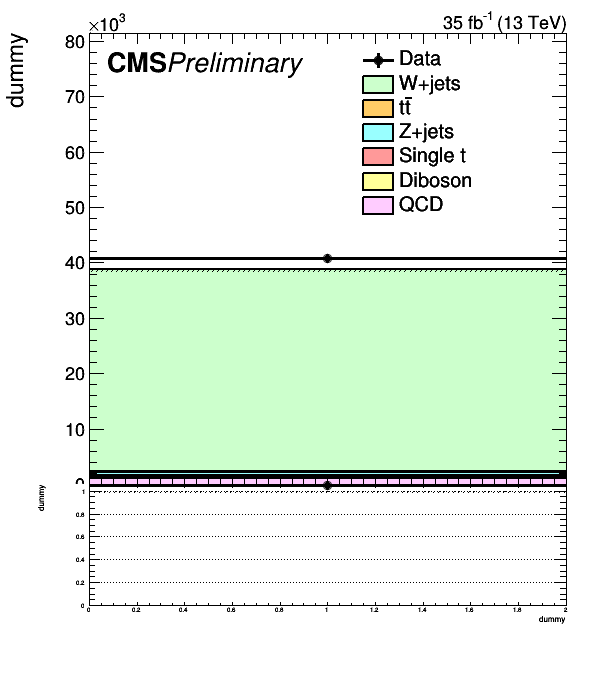 ×10³ 35 fb⁻¹ (13 TeV)
CMS Preliminary
Data
W+jets
tt̄
Z+jets
Single t
Diboson
QCD
dummy
80
70
60
50
40
30
20
10
0
dummy
1
0.8
0.6
0.4
0.2
0
0 0.2 0.4 0.6 0.8 1 1.2 1.4 1.6 1.8 2
dummy